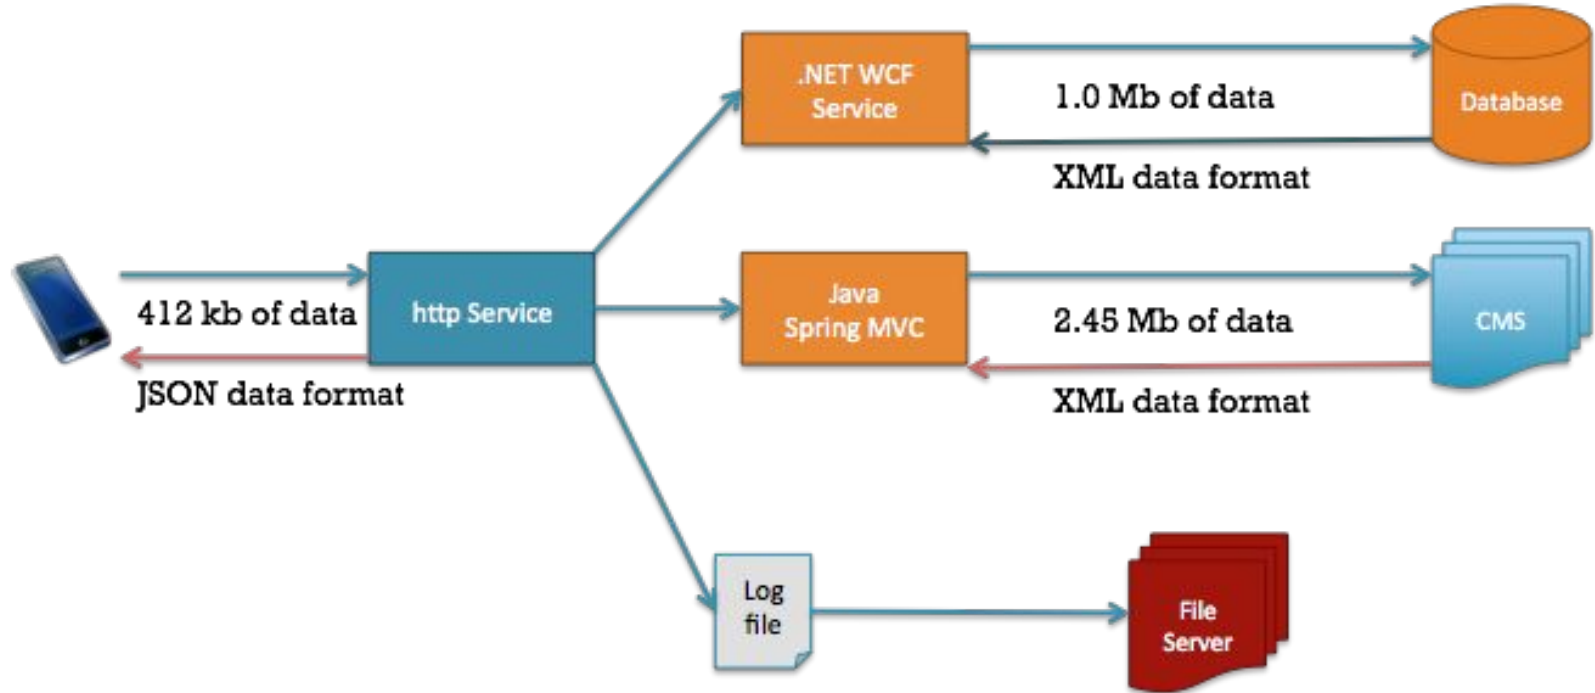 .NET WCF
Service
1.0 Mb of data
XML data format
Database
412 kb of data
JSON data format
http Service
Java
Spring MVC
2.45 Mb of data
XML data format
CMS
Log
file
File
Server